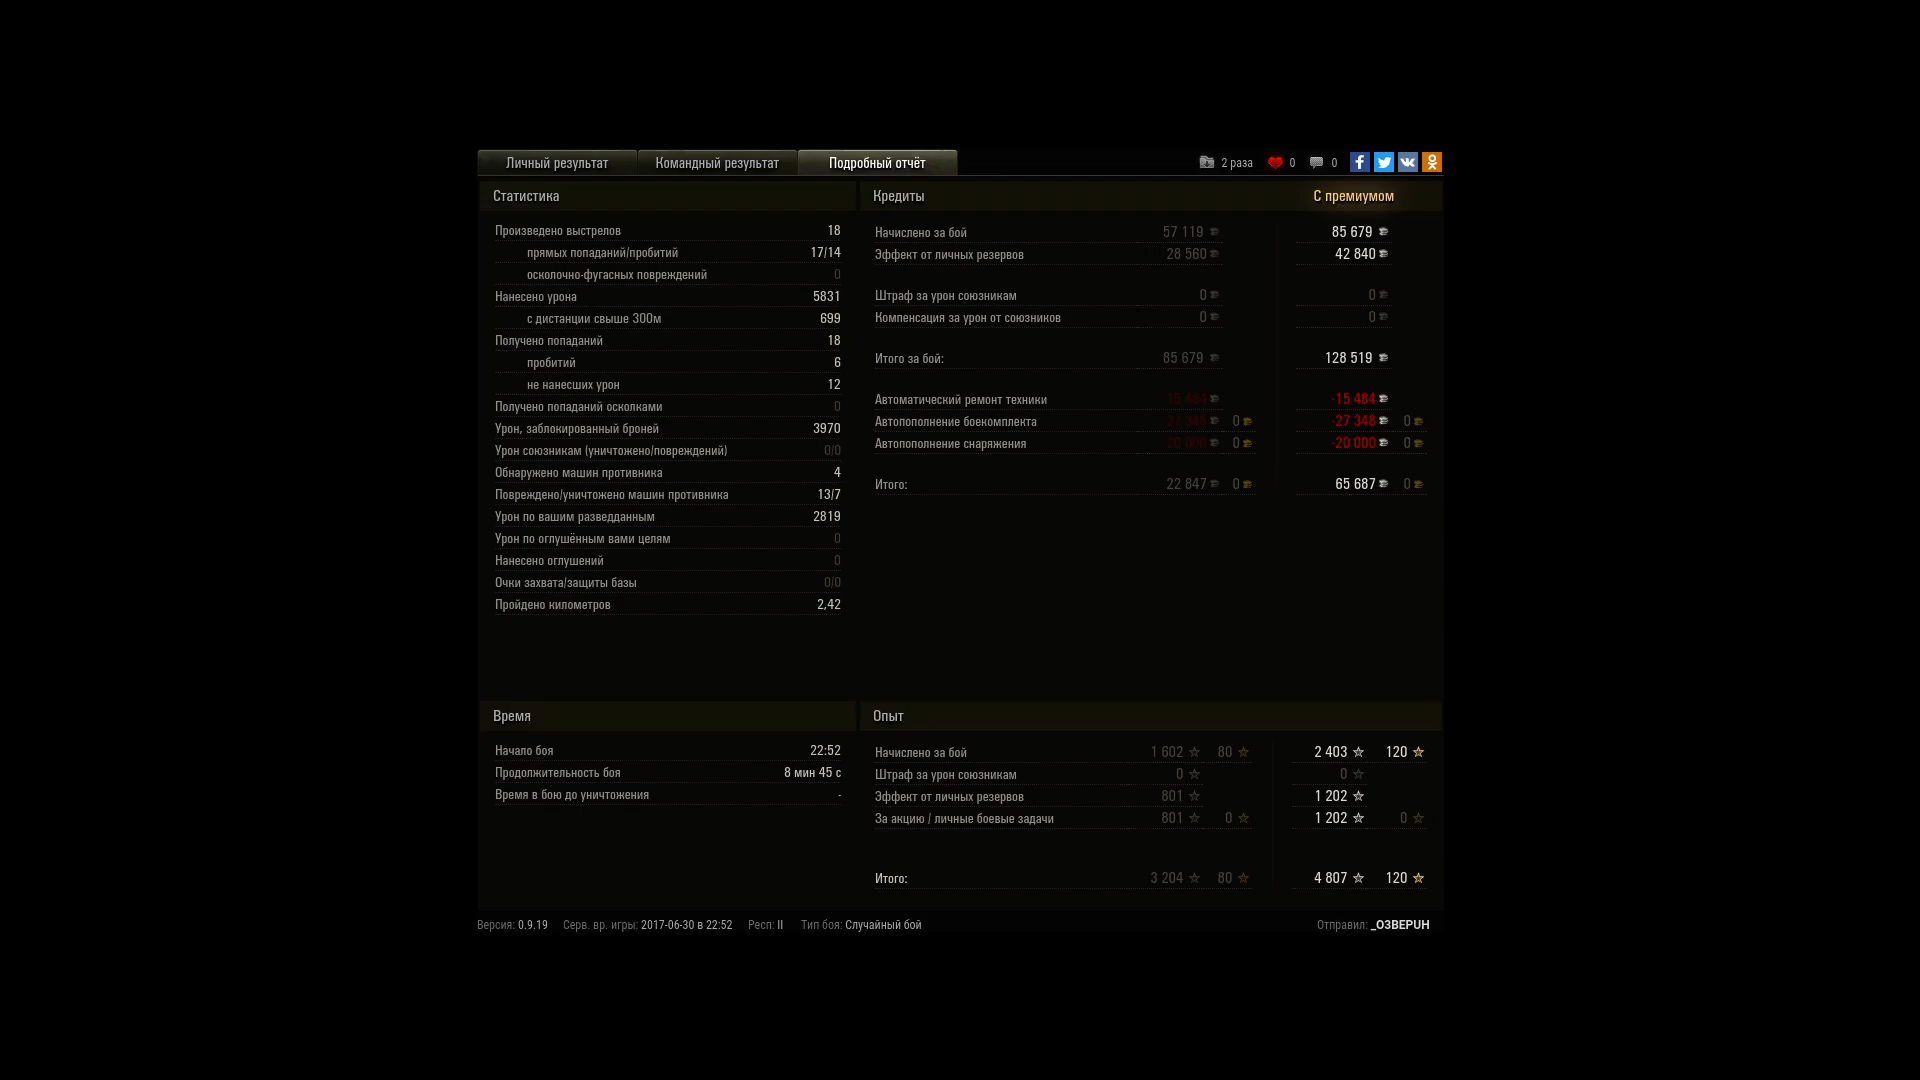 Личный результат Командный результат Подробный отчёт 2 раза 0 0
Статистика
Произведено выстрелов 18
прямых попаданий/пробитий 17/14
осколочно-фугасных повреждений 0
Нанесено урона 5831
с дистанции свыше 300м 699
Получено попаданий 18
пробитий 6
не нанесших урон 12
Получено попаданий осколками 0
Урон, заблокированный броней 3970
Урон союзникам (уничтожено/повреждений) 0/0
Обнаружено машин противника 4
Повреждено/уничтожено машин противника 13/7
Урон по вашим разведданным 2819
Урон по оглушённым вами целям 0
Нанесено оглушений 0
Очки захвата/защиты базы 0/0
Пройдено километров 2,42
Кредиты С премиумом
Начислено за бой 57 119 85 679
Эффект от личных резервов 28 560 42 840
Штраф за урон союзникам 0 0
Компенсация за урон от союзников 0 0
Итого за бой: 85 679 128 519
Автоматический ремонт техники -15 484 -15 484
Автопополнение боекомплекта -27 348 0 -27 348 0
Автопополнение снаряжения -20 000 0 -20 000 0
Итого: 22 847 0 65 687 0
Время
Начало боя 22:52
Продолжительность боя 8 мин 45 с
Время в бою до уничтожения -
Опыт
Начислено за бой 1 602 80 2 403 120
Штраф за урон союзникам 0 0
Эффект от личных резервов 801 1 202
За акцию / личные боевые задачи 801 0 1 202 0
Итого: 3 204 80 4 807 120
Версия: 0.9.19 Серв. вр. игры: 2017-06-30 в 22:52 Респ: II Тип боя: Случайный бой Отправил: _O3BEPUH